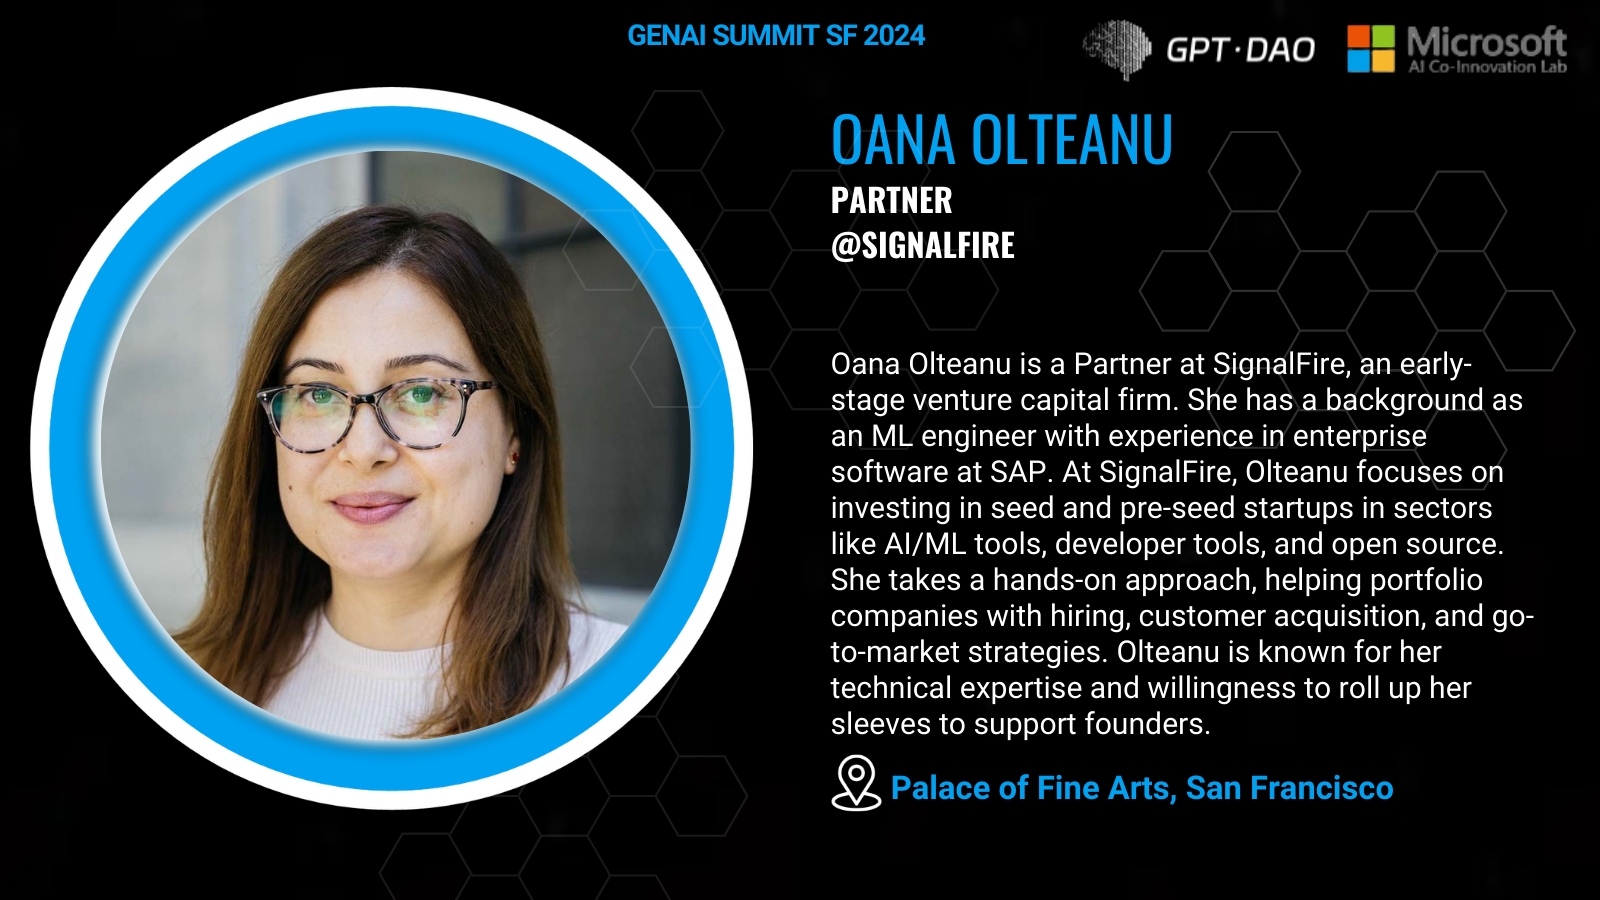 GENAI SUMMIT SF 2024
GPT·DAO
Microsoft
AI Co-Innovation Lab
OANA OLTEANU
PARTNER
@SIGNALFIRE
Oana Olteanu is a Partner at SignalFire, an early-
stage venture capital firm. She has a background as
an ML engineer with experience in enterprise
software at SAP. At SignalFire, Olteanu focuses on
investing in seed and pre-seed startups in sectors
like AI/ML tools, developer tools, and open source.
She takes a hands-on approach, helping portfolio
companies with hiring, customer acquisition, and go-
to-market strategies. Olteanu is known for her
technical expertise and willingness to roll up her
sleeves to support founders.
Palace of Fine Arts, San Francisco